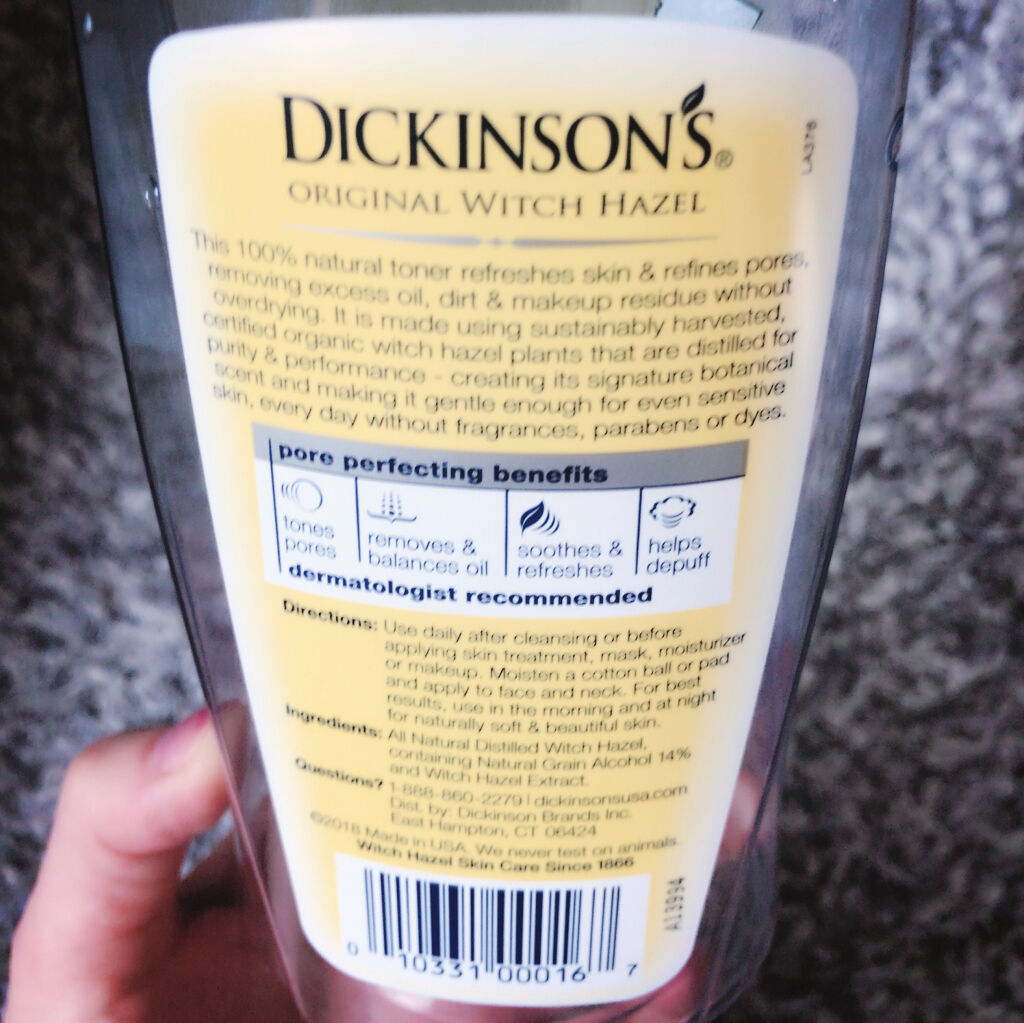 DICKINSON'S®
ORIGINAL WITCH HAZEL
LA378
This 100% natural toner refreshes skin & refines pores,
removing excess oil, dirt & makeup residue without
overdrying. It is made using sustainably harvested,
certified organic witch hazel plants that are distilled for
purity & performance - creating its signature botanical
scent and making it gentle enough for even sensitive
skin, every day without fragrances, parabens or dyes.
pore perfecting benefits
tones
pores
removes &
balances oil
soothes &
refreshes
helps
depuff
dermatologist recommended
Directions: Use daily after cleansing or before
applying skin treatment, mask, moisturizer
or makeup. Moisten a cotton ball or pad
and apply to face and neck. For best
results, use in the morning and at night
for naturally soft & beautiful skin.
Ingredients: All Natural Distilled Witch Hazel,
containing Natural Grain Alcohol 14%
and Witch Hazel Extract.
Questions? 1-888-860-2279 | dickinsonsusa.com
Dist. by: Dickinson Brands Inc.
East Hampton, CT 06424
©2018 Made in USA. We never test on animals.
Witch Hazel Skin Care Since 1866
A13994
0 10331 00016 7